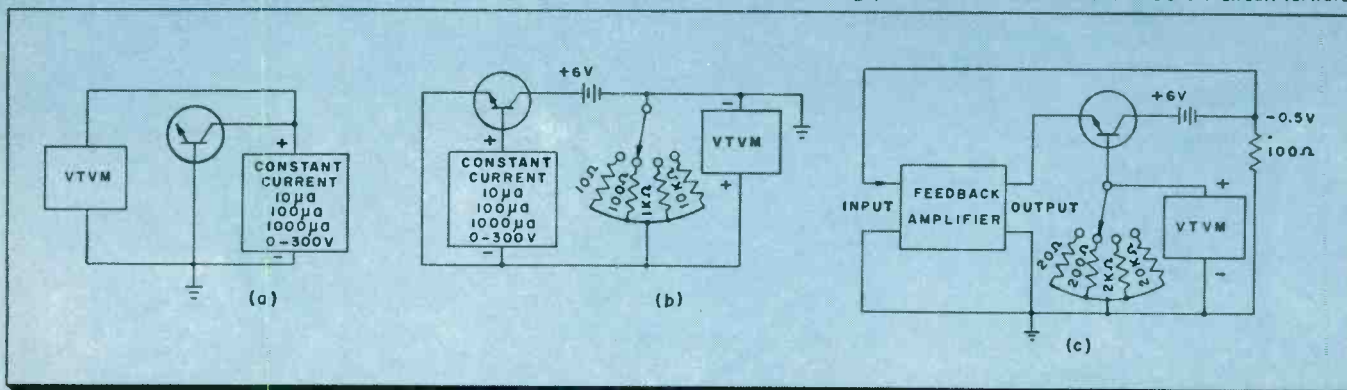 VTVM
+
CONSTANT
CURRENT
10μa
100μa
1000μa
0-300V
-
(a)
+6V
+
CONSTANT
CURRENT
10μa
100μa
1000μa
0-300V
-
10Ω
100Ω
1KΩ
10KΩ
-
VTVM
+
(b)
+6V
-0.5V
100Ω
INPUT
FEEDBACK
AMPLIFIER
OUTPUT
20Ω
200Ω
2KΩ
20KΩ
+
VTVM
-
(c)